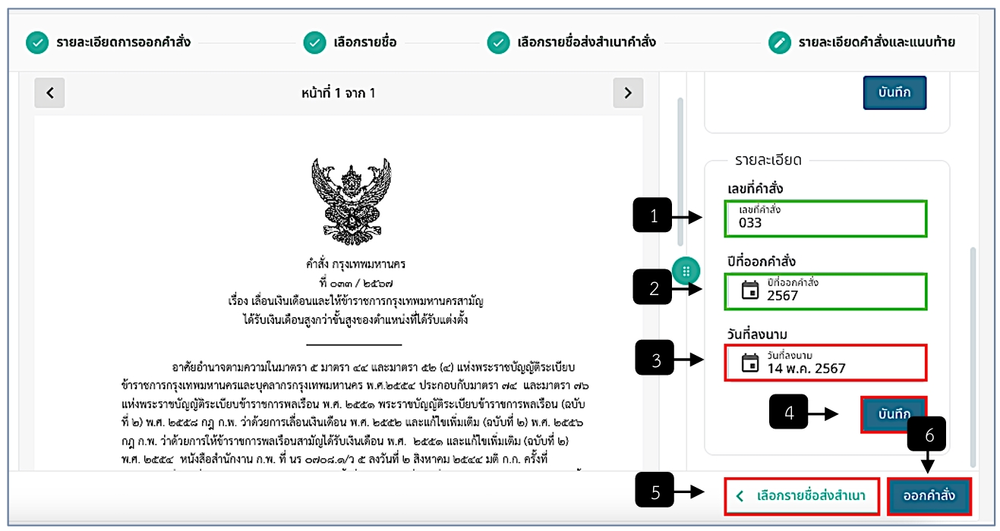 รายละเอียดการออกคำสั่ง
เลือกรายชื่อ
เลือกรายชื่อส่งสำเนาคำสั่ง
รายละเอียดคำสั่งและแนบท้าย
หน้าที่ 1 จาก 1
คำสั่ง กรุงเทพมหานคร
ที่ ๐๓๓ / ๒๕๖๗
เรื่อง เลื่อนเงินเดือนและให้ข้าราชการกรุงเทพมหานครสามัญ
ได้รับเงินเดือนสูงกว่าขั้นสูงของตำแหน่งที่ได้รับแต่งตั้ง
อาศัยอำนาจตามความในมาตรา ๕ มาตรา ๔๔ และมาตรา ๕๒ (๔) แห่งพระราชบัญญัติระเบียบ
ข้าราชการกรุงเทพมหานครและบุคลากรกรุงเทพมหานคร พ.ศ.๒๕๕๔ ประกอบกับมาตรา ๗๔ และมาตรา ๗๖
แห่งพระราชบัญญัติระเบียบข้าราชการพลเรือน พ.ศ. ๒๕๕๑ พระราชบัญญัติระเบียบข้าราชการพลเรือน (ฉบับ
ที่ ๒) พ.ศ. ๒๕๕๘ กฎ ก.พ. ว่าด้วยการเลื่อนเงินเดือน พ.ศ. ๒๕๕๒ และแก้ไขเพิ่มเติม (ฉบับที่ ๒) พ.ศ. ๒๕๕๖
กฎ ก.พ. ว่าด้วยการให้ข้าราชการพลเรือนสามัญได้รับเงินเดือน พ.ศ. ๒๕๕๑ และแก้ไขเพิ่มเติม (ฉบับที่ ๒)
พ.ศ. ๒๕๕๔ หนังสือสำนักงาน ก.พ. ที่ นร ๐๗๐๘.๑/ว ๕ ลงวันที่ ๒ สิงหาคม ๒๕๔๔ มติ ก.ก. ครั้งที่
บันทึก
รายละเอียด
เลขที่คำสั่ง
1
เลขที่คำสั่ง
033
ปีที่ออกคำสั่ง
2
ปีที่ออกคำสั่ง
2567
วันที่ลงนาม
3
วันที่ลงนาม
14 พ.ค. 2567
4
บันทึก
6
5
เลือกรายชื่อส่งสำเนา
ออกคำสั่ง